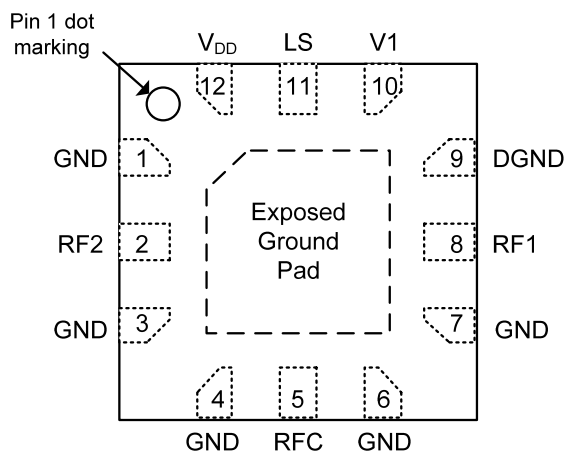 Pin 1 dot
marking
VDD LS V1
12 11 10
GND 1 9 DGND
Exposed
Ground
Pad
RF2 2 8 RF1
GND 3 7 GND
4 5 6
GND RFC GND